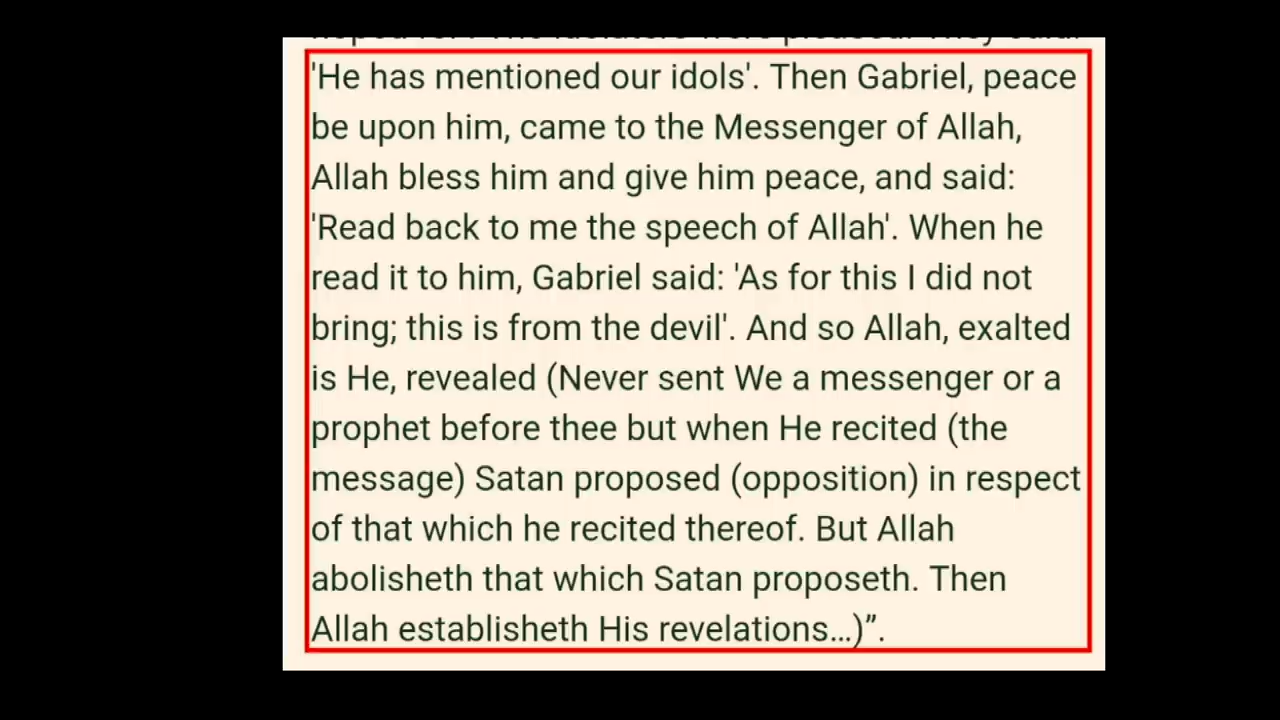 'He has mentioned our idols'. Then Gabriel, peace
be upon him, came to the Messenger of Allah,
Allah bless him and give him peace, and said:
'Read back to me the speech of Allah'. When he
read it to him, Gabriel said: 'As for this I did not
bring; this is from the devil'. And so Allah, exalted
is He, revealed (Never sent We a messenger or a
prophet before thee but when He recited (the
message) Satan proposed (opposition) in respect
of that which he recited thereof. But Allah
abolisheth that which Satan proposeth. Then
Allah establisheth His revelations…)”.